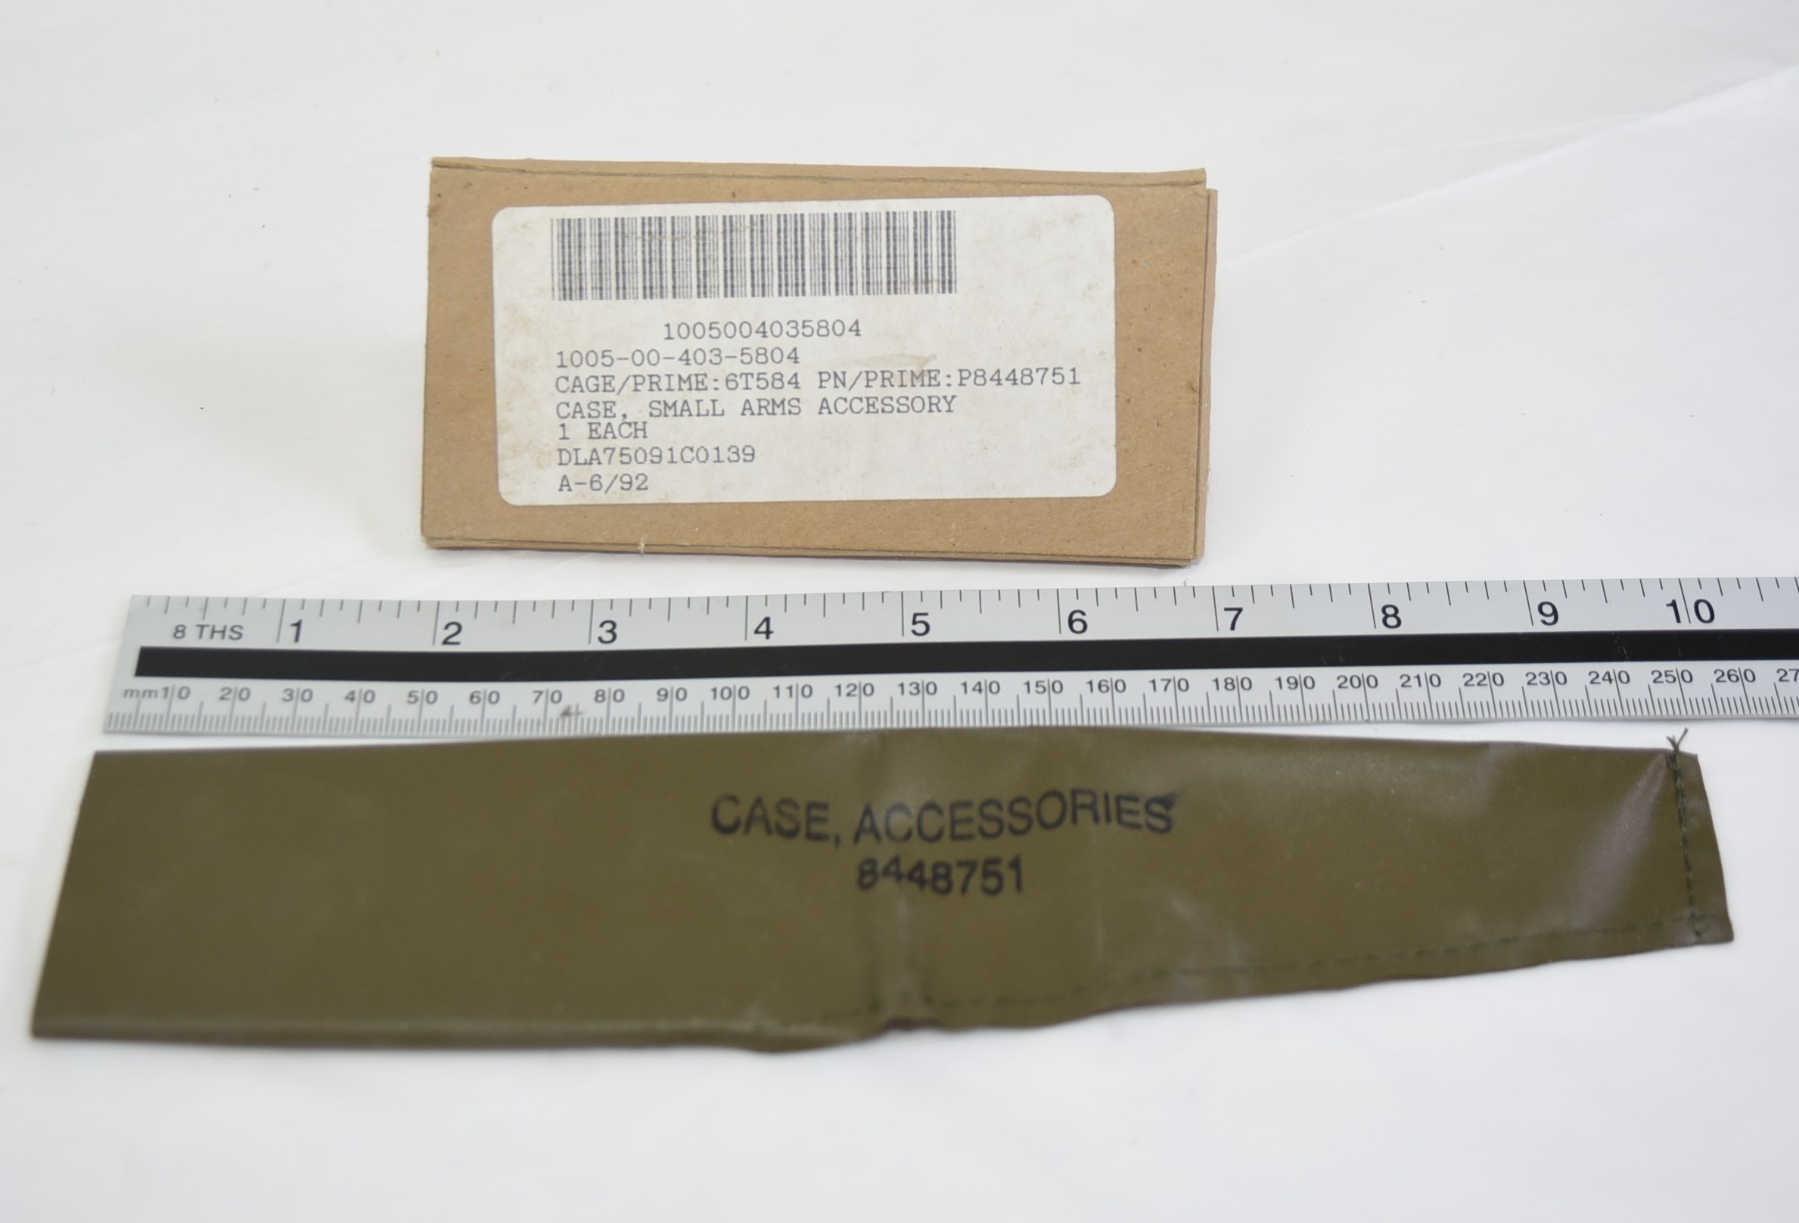 1005004035804
1005-00-403-5804
CAGE/PRIME:6T584 PN/PRIME:P8448751
CASE, SMALL ARMS ACCESSORY
1 EACH
DLA75091C0139
A-6/92
8 THS 1 2 3 4 5 6 7 8 9 10
mm 10 20 30 40 50 60 70 80 90 100 110 120 130 140 150 160 170 180 190 200 210 220 230 240 250 260 27
CASE, ACCESSORIES
8448751